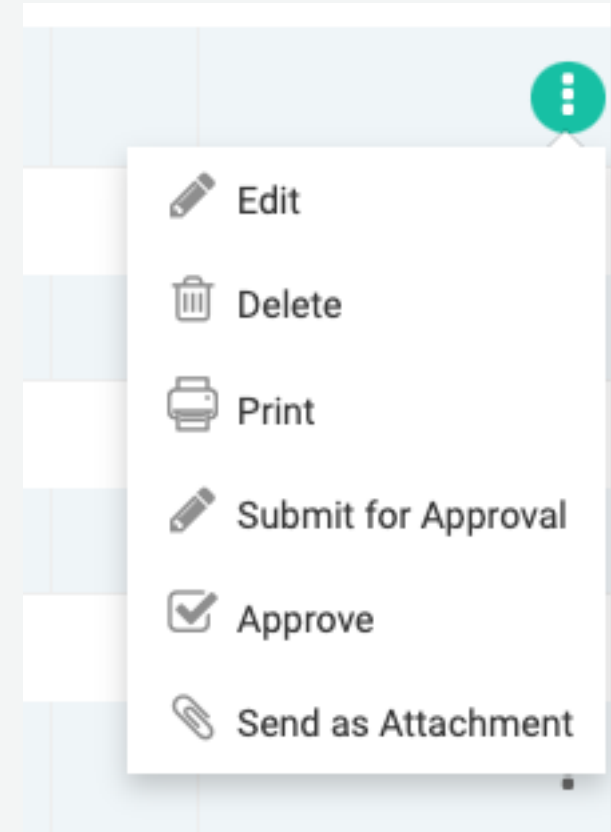 Edit
Delete
Print
Submit for Approval
Approve
Send as Attachment